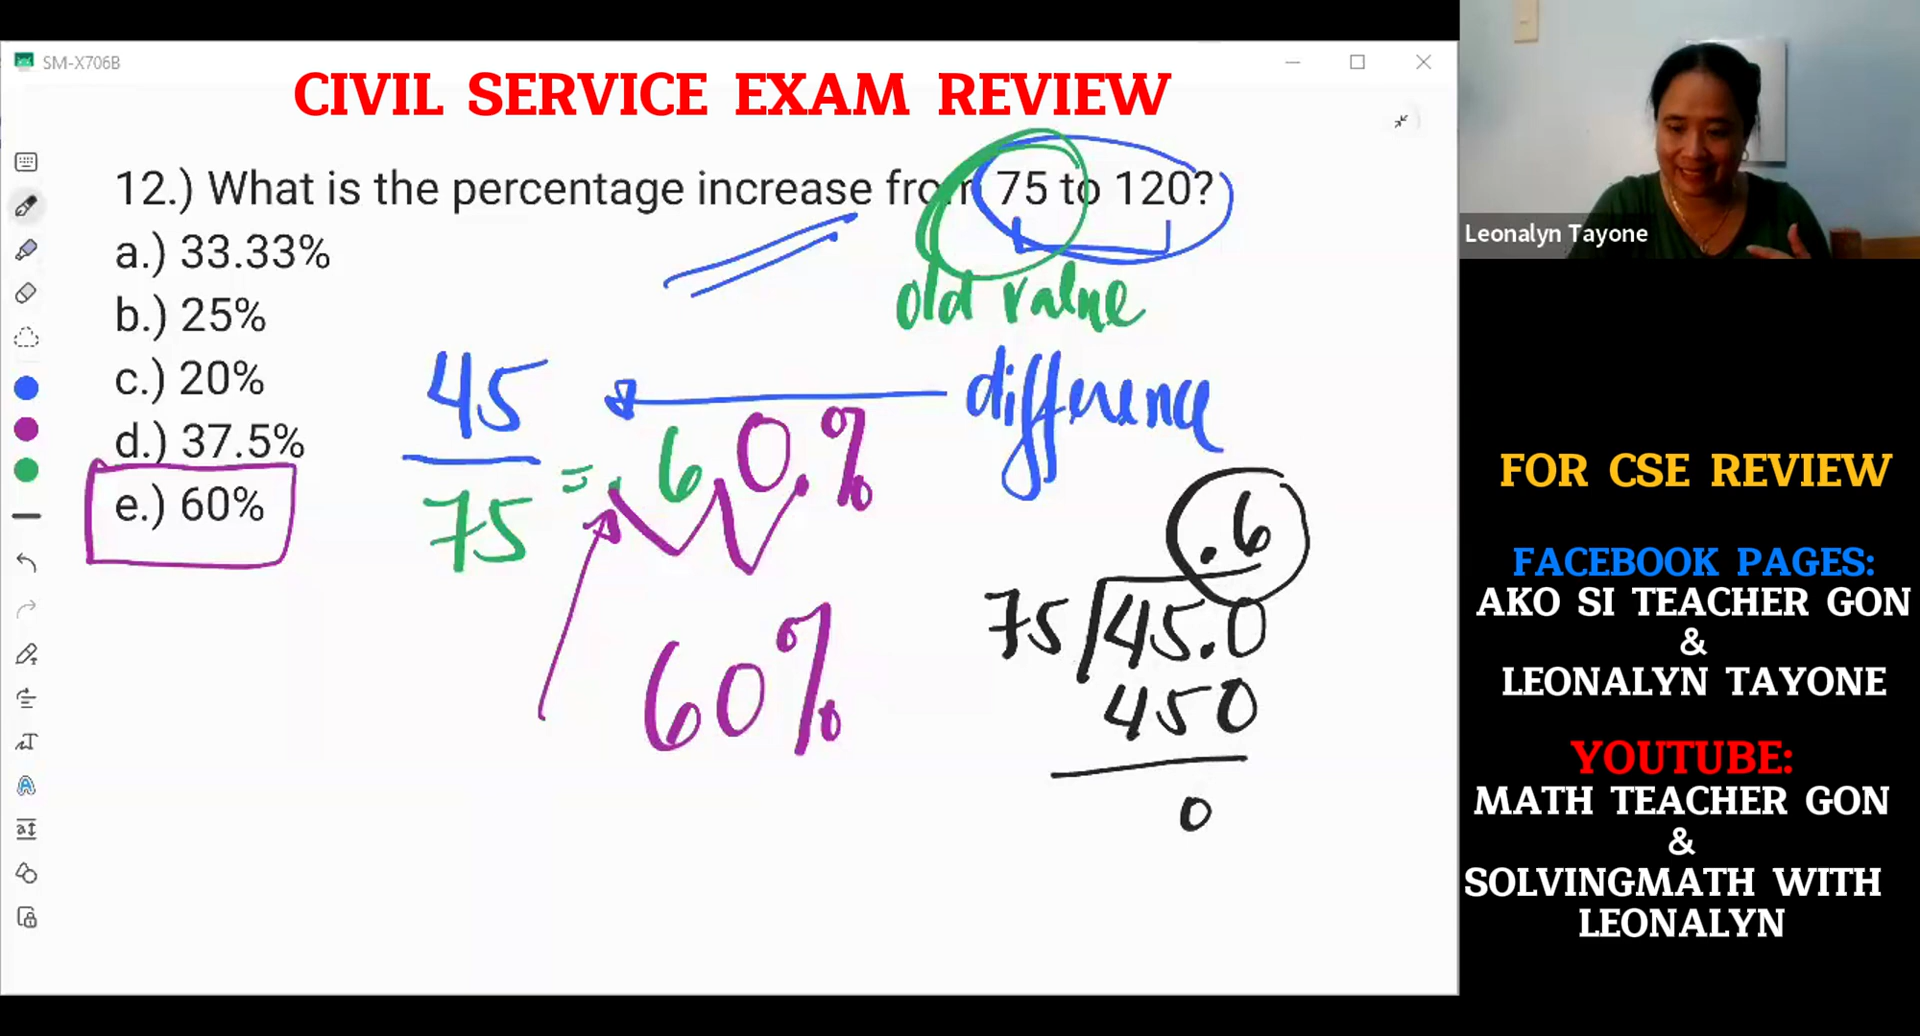 SM-X706B
CIVIL SERVICE EXAM REVIEW
12.) What is the percentage increase from 75 to 120?
a.) 33.33%
b.) 25%
c.) 20%
d.) 37.5%
e.) 60%
old value
difference
45
75
= .60.%
60%
.6
75 45.0
450
0
Leonalyn Tayone
FOR CSE REVIEW
FACEBOOK PAGES:
AKO SI TEACHER GON
&
LEONALYN TAYONE
YOUTUBE:
MATH TEACHER GON
&
SOLVINGMATH WITH
LEONALYN